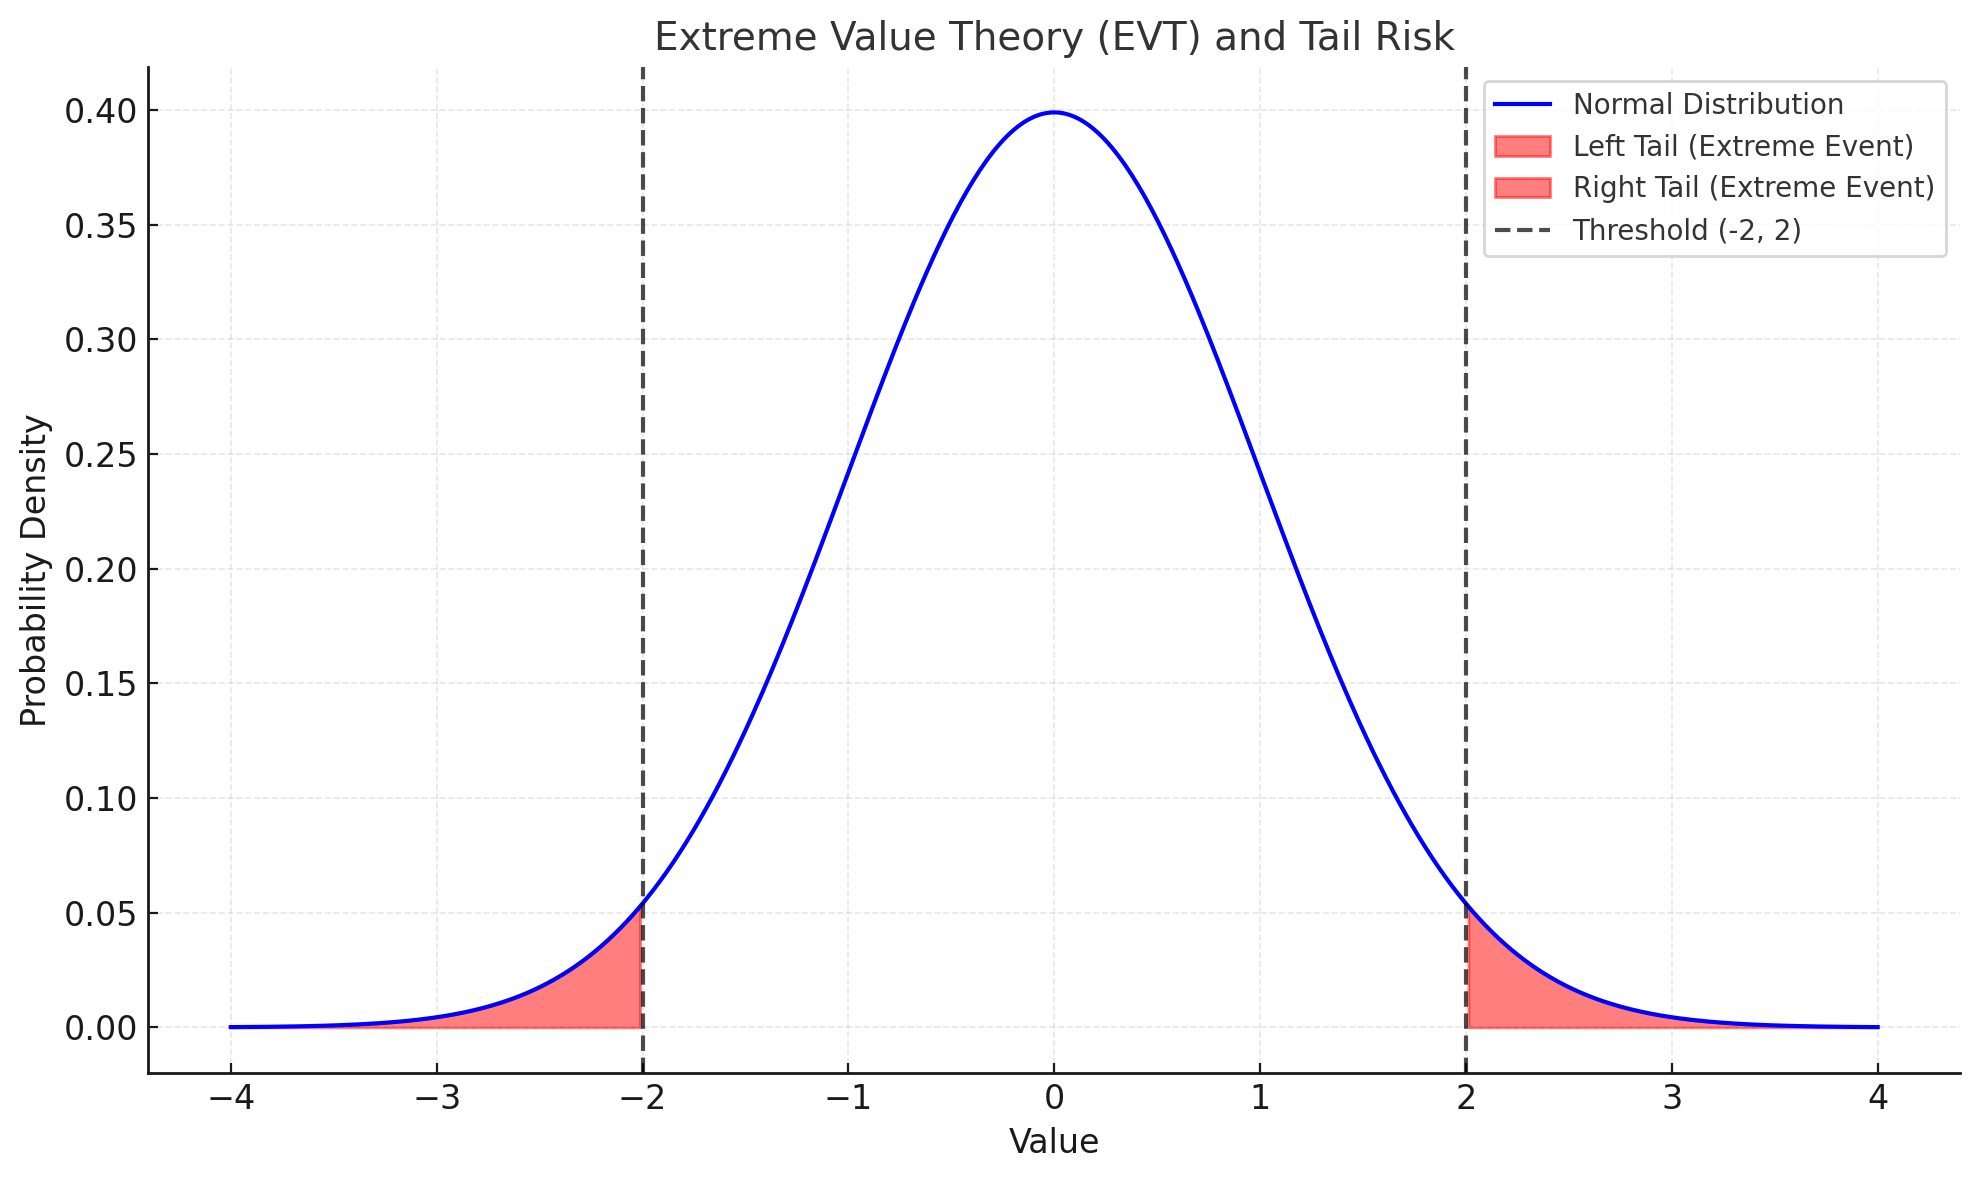 Extreme Value Theory (EVT) and Tail Risk
Normal Distribution
Left Tail (Extreme Event)
Right Tail (Extreme Event)
Threshold (-2, 2)
Probability Density
0.40
0.35
0.30
0.25
0.20
0.15
0.10
0.05
0.00
−4 −3 −2 −1 0 1 2 3 4
Value